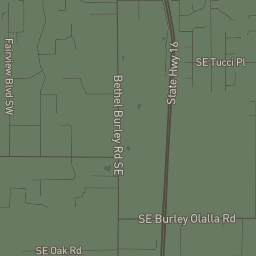 Fairview Blvd SW
Bethel Burley Rd SE
State Hwy 16
SE Tucci Pl
SE Burley Olalla Rd
SE Oak Rd